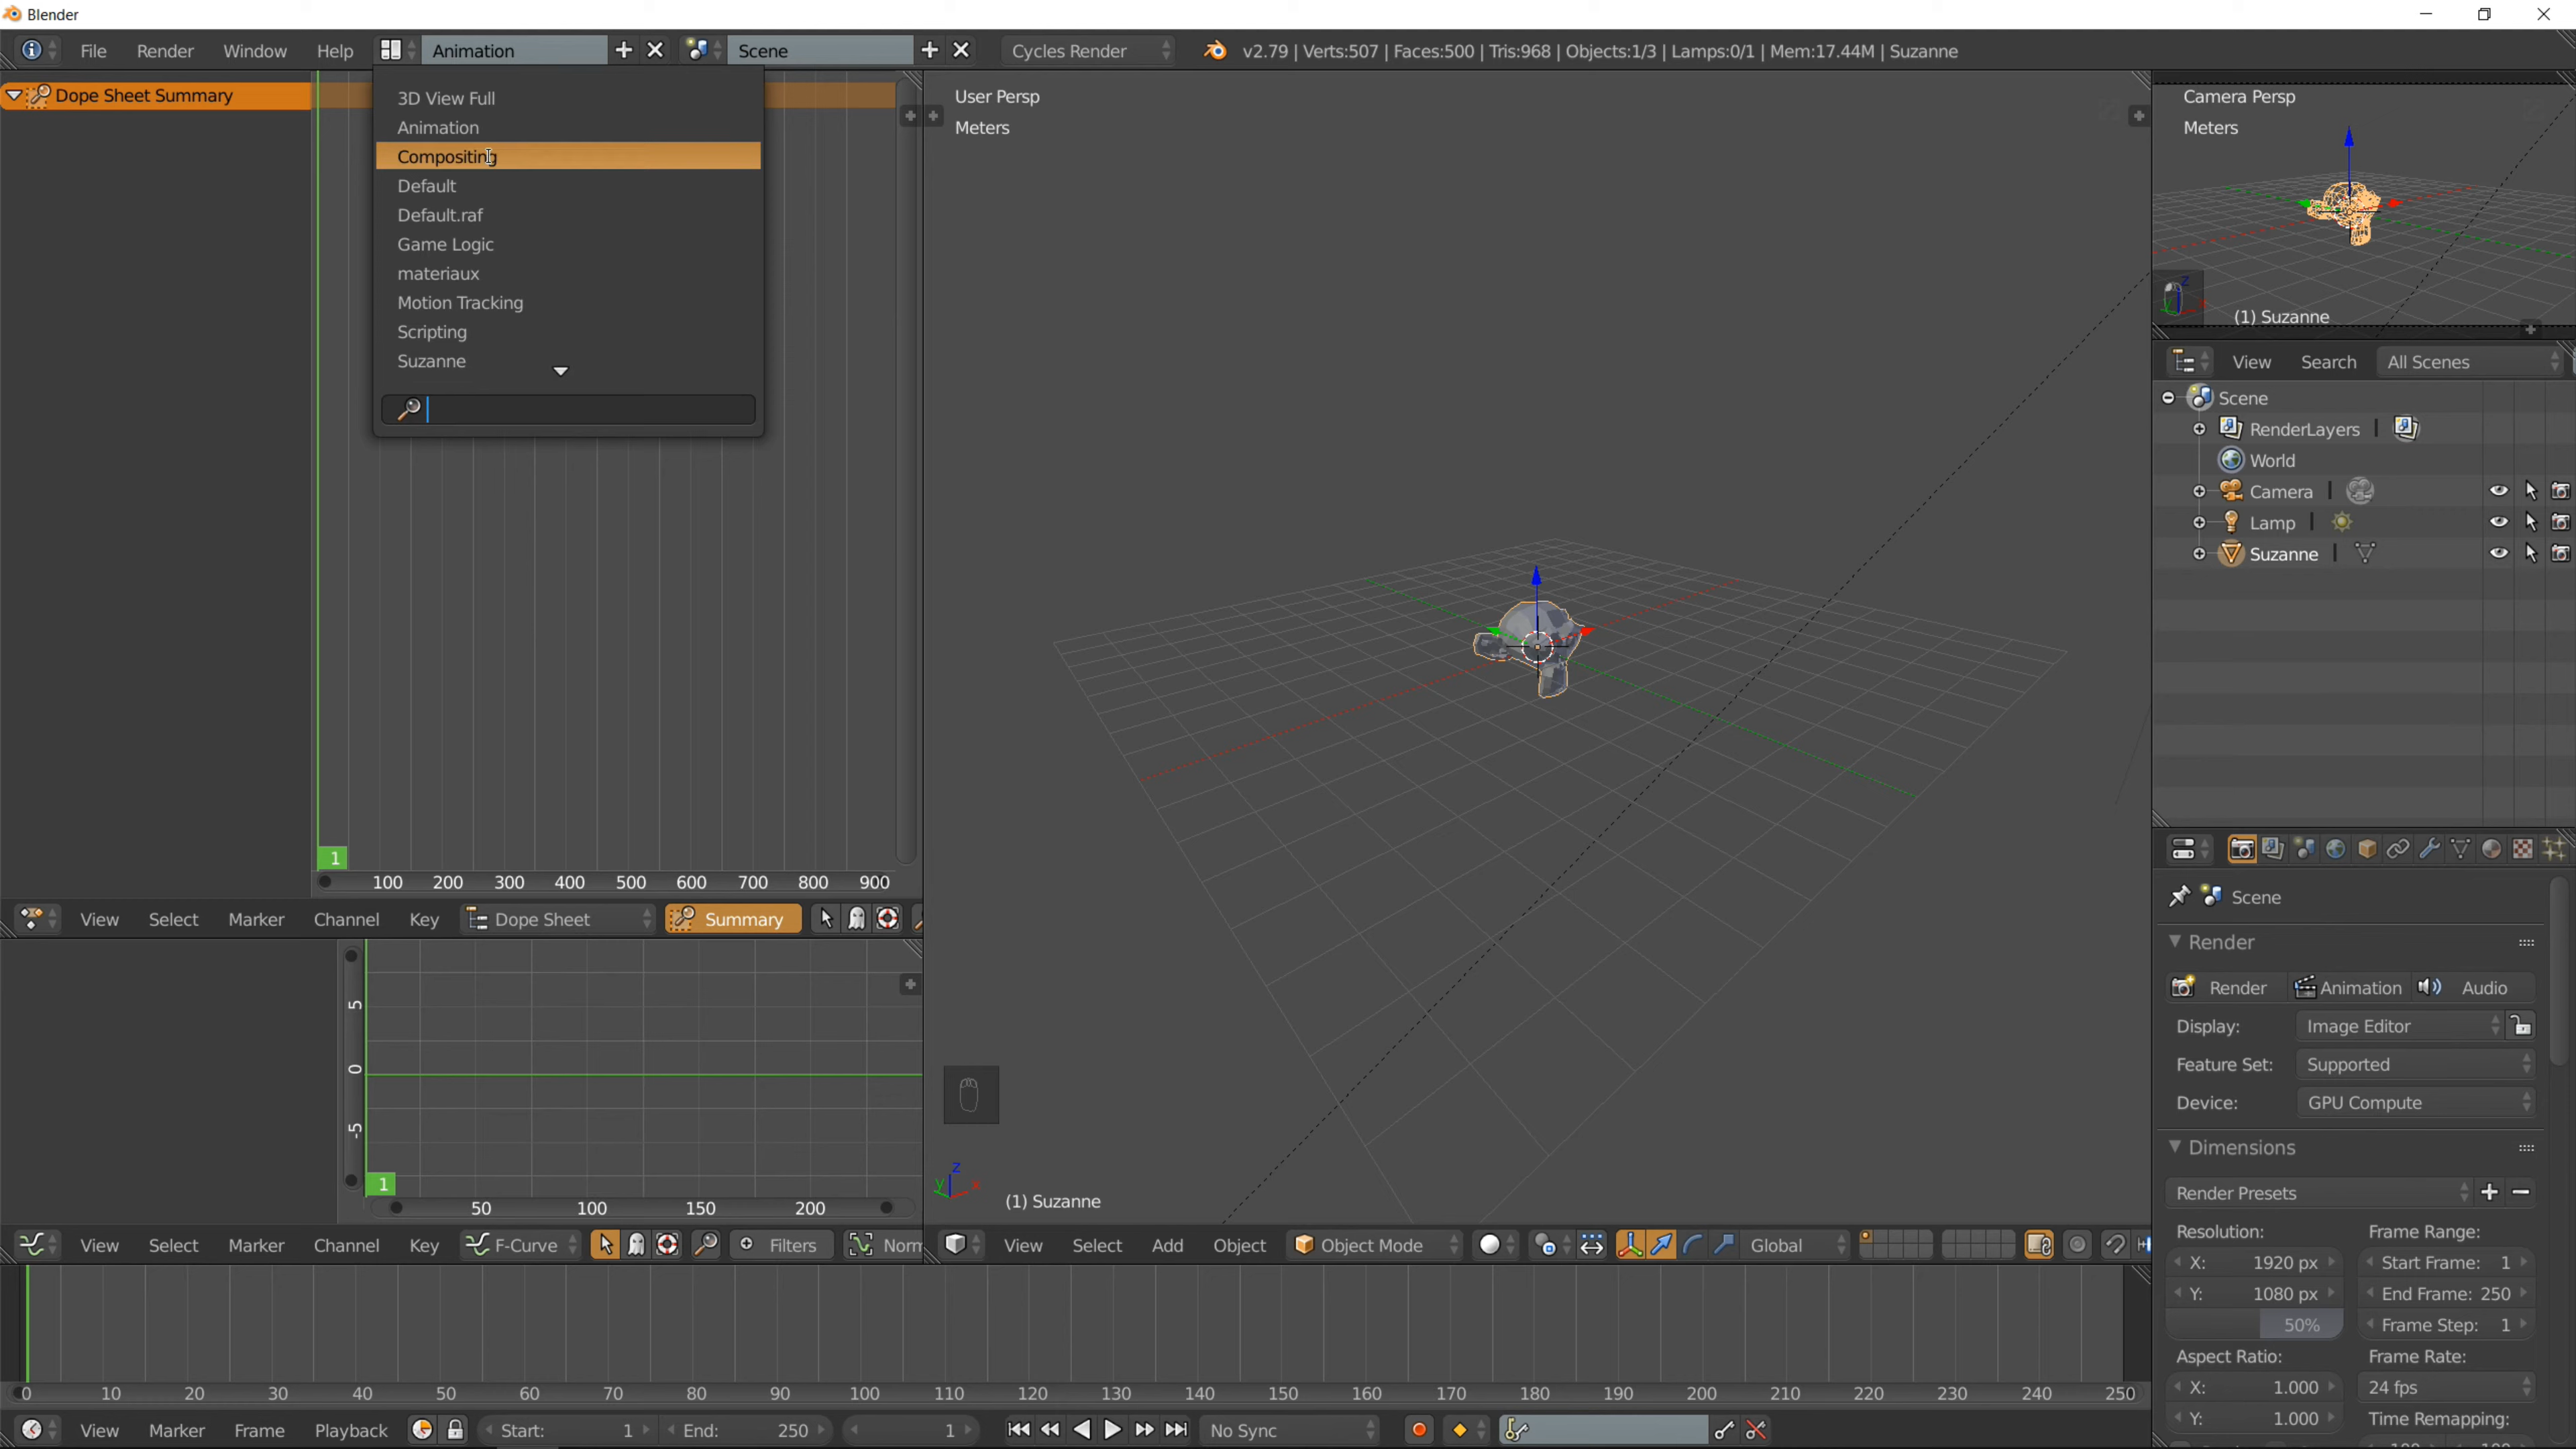 Blender
File Render Window Help Animation Scene Cycles Render v2.79 | Verts:507 | Faces:500 | Tris:968 | Objects:1/3 | Lamps:0/1 | Mem:17.44M | Suzanne
Dope Sheet Summary
3D View Full
Animation
Compositing
Default
Default.raf
Game Logic
materiaux
Motion Tracking
Scripting
Suzanne
1
100 200 300 400 500 600 700 800 900
View Select Marker Channel Key Dope Sheet Summary
5
0
-5
1
50 100 150 200
View Select Marker Channel Key F-Curve Filters Norm
User Persp
Meters
z
y x
(1) Suzanne
View Select Add Object Object Mode Global
Camera Persp
Meters
(1) Suzanne
View Search All Scenes
Scene
RenderLayers |
World
Camera |
Lamp |
Suzanne |
Scene
Render
Render Animation Audio
Display: Image Editor
Feature Set: Supported
Device: GPU Compute
Dimensions
Render Presets
Resolution: Frame Range:
X: 1920 px Start Frame: 1
Y: 1080 px End Frame: 250
50% Frame Step: 1
Aspect Ratio: Frame Rate:
X: 1.000 24 fps
Y: 1.000 Time Remapping:
0 10 20 30 40 50 60 70 80 90 100 110 120 130 140 150 160 170 180 190 200 210 220 230 240 250
View Marker Frame Playback Start: 1 End: 250 1 No Sync